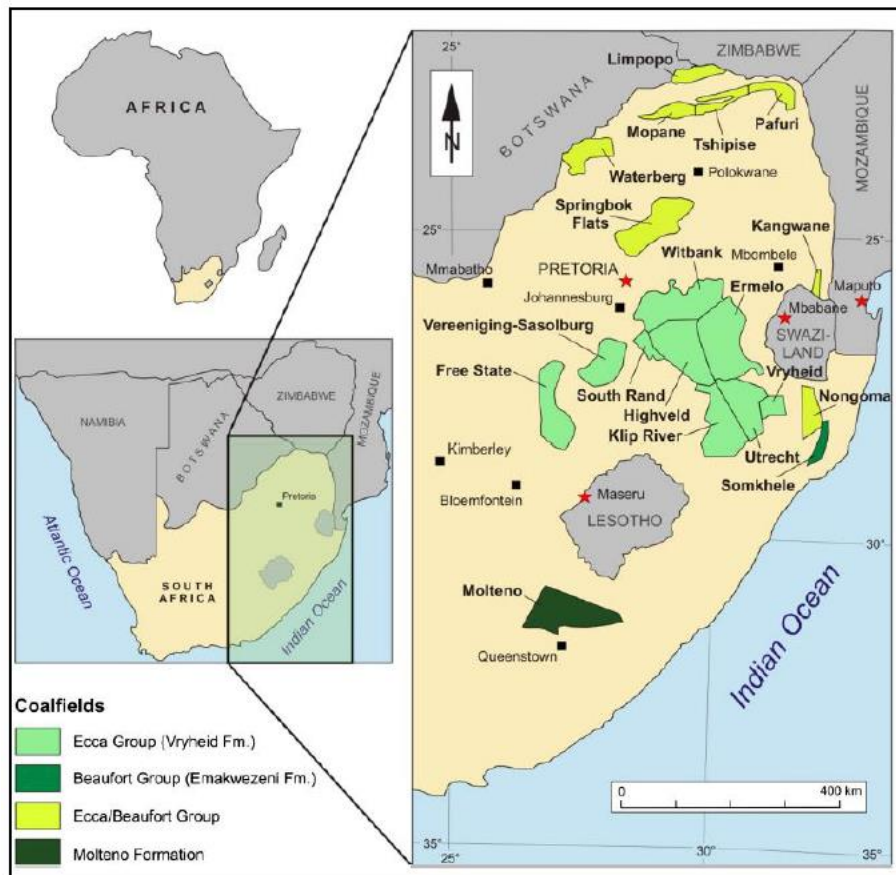 AFRICA
NAMIBIA
BOTSWANA
ZIMBABWE
MOZAMBIQUE
Pretoria
SOUTH
AFRICA
Atlantic Ocean
Indian Ocean
Coalfields
Ecca Group (Vryheid Fm.)
Beaufort Group (Emakwezeni Fm.)
Ecca/Beaufort Group
Molteno Formation
25°
ZIMBABWE
Limpopo
BOTSWANA
N
Mopane
Tshipise
Pafuri
MOZAMBIQUE
Waterberg
Polokwane
Springbok
Flats
25°
25°
Kangwane
Witbank
Mbombele
Mmabatho
PRETORIA
Ermelo
Maputo
Johannesburg
Mbabane
Vereeniging-Sasolburg
SWAZI-
LAND
Free State
Vryheid
South Rand
Nongoma
Highveld
Klip River
Kimberley
Utrecht
Somkhele
Bloemfontein
Maseru
LESOTHO
30°
Molteno
Queenstown
Indian Ocean
0
400 km
35°
25°
30°
35°